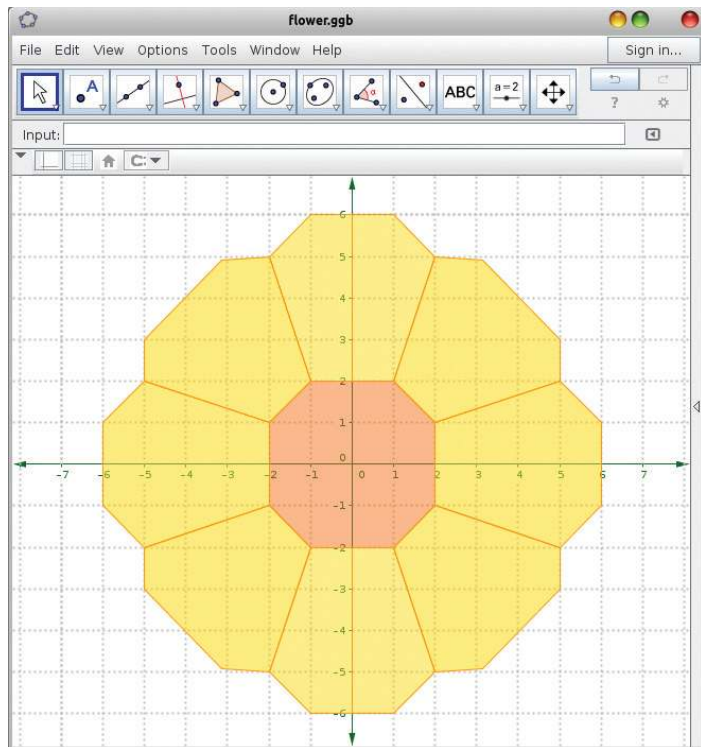 flower.ggb
File Edit View Options Tools Window Help
Sign in...
A
α
ABC
a=2
?
Input:
6
5
4
3
2
1
0
-7 -6 -5 -4 -3 -2 -1 0 1 2 3 4 5 6 7
-1
-2
-3
-4
-5
-6